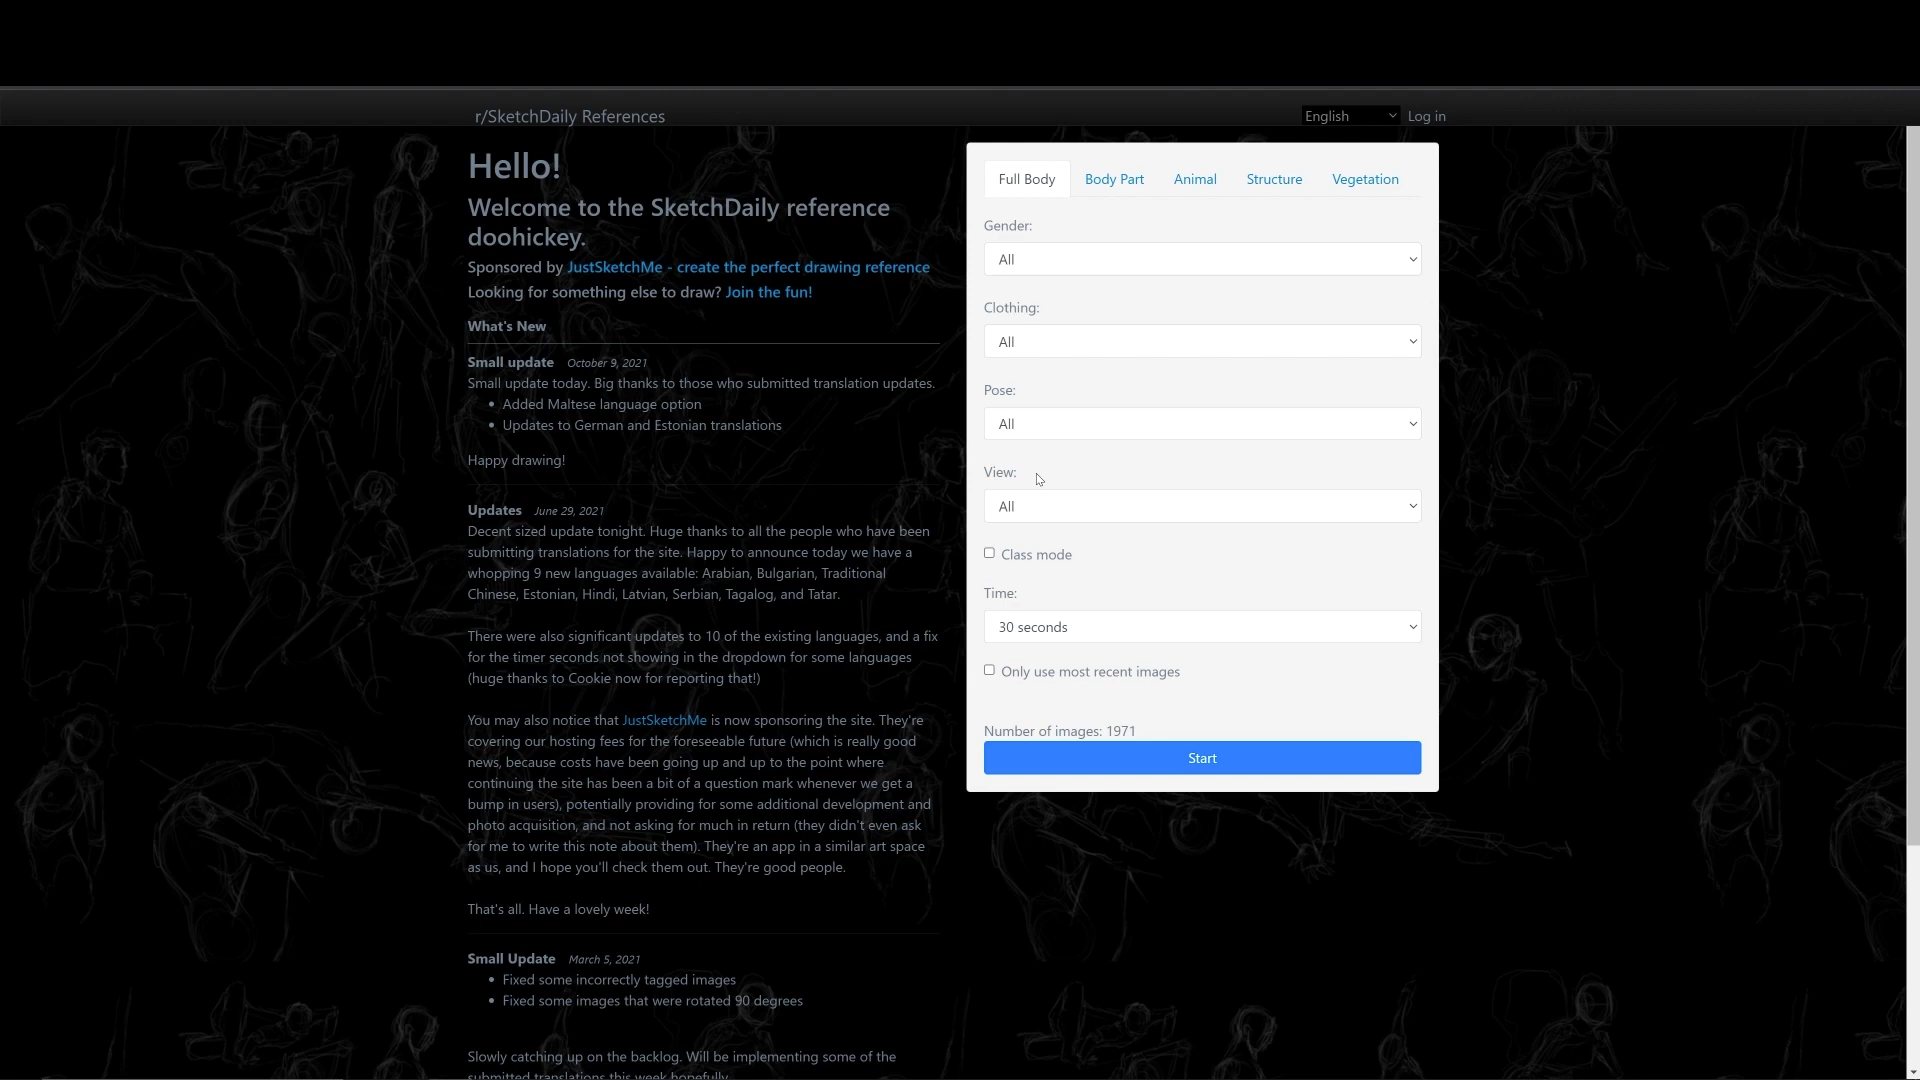 r/SketchDaily References
English
Log in
Hello!
Welcome to the SketchDaily reference
doohickey.
Sponsored by JustSketchMe - create the perfect drawing reference
Looking for something else to draw? Join the fun!
What's New
Small update October 9, 2021
Small update today. Big thanks to those who submitted translation updates.
• Added Maltese language option
• Updates to German and Estonian translations
Happy drawing!
Updates June 29, 2021
Decent sized update tonight. Huge thanks to all the people who have been
submitting translations for the site. Happy to announce today we have a
whopping 9 new languages available: Arabian, Bulgarian, Traditional
Chinese, Estonian, Hindi, Latvian, Serbian, Tagalog, and Tatar.
There were also significant updates to 10 of the existing languages, and a fix
for the timer seconds not showing in the dropdown for some languages
(huge thanks to Cookie now for reporting that!)
You may also notice that JustSketchMe is now sponsoring the site. They're
covering our hosting fees for the foreseeable future (which is really good
news, because costs have been going up and up to the point where
continuing the site has been a bit of a question mark whenever we get a
bump in users), potentially providing for some additional development and
photo acquisition, and not asking for much in return (they didn't even ask
for me to write this note about them). They're an app in a similar art space
as us, and I hope you'll check them out. They're good people.
That's all. Have a lovely week!
Small Update March 5, 2021
• Fixed some incorrectly tagged images
• Fixed some images that were rotated 90 degrees
Slowly catching up on the backlog. Will be implementing some of the
submitted translations this week hopefully.
Full Body
Body Part
Animal
Structure
Vegetation
Gender:
All
Clothing:
All
Pose:
All
View:
All
Class mode
Time:
30 seconds
Only use most recent images
Number of images: 1971
Start